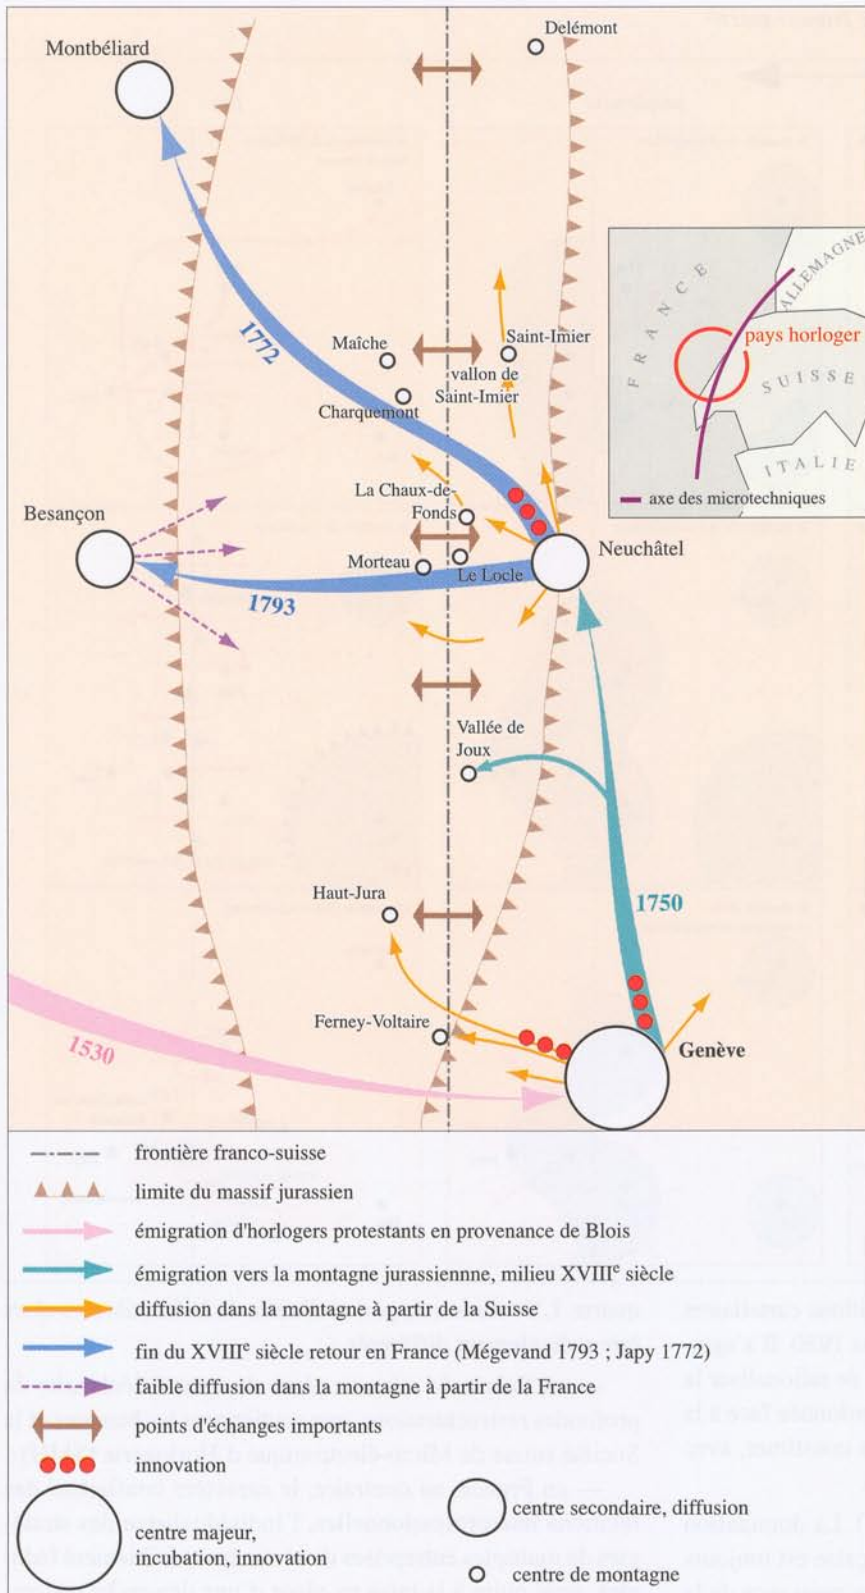 Delémont
Montbéliard
FRANCE
ALLEMAGNE
pays horloger
SUISSE
ITALIE
axe des microtechniques
1772
Maîche
Saint-Imier
vallon de
Saint-Imier
Charquemont
La Chaux-de-
Fonds
Besançon
Neuchâtel
Morteau
Le Locle
1793
Vallée de
Joux
Haut-Jura
1750
Ferney-Voltaire
1530
Genève
frontière franco-suisse
limite du massif jurassien
émigration d'horlogers protestants en provenance de Blois
émigration vers la montagne jurassiennne, milieu XVIIIe siècle
diffusion dans la montagne à partir de la Suisse
fin du XVIIIe siècle retour en France (Mégevand 1793 ; Japy 1772)
faible diffusion dans la montagne à partir de la France
points d'échanges importants
innovation
centre majeur,
incubation, innovation
centre secondaire, diffusion
centre de montagne